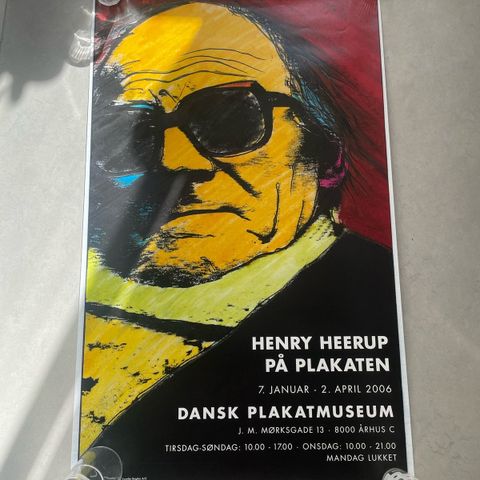 HENRY HEERUP
PÅ PLAKATEN
7. JANUAR - 2. APRIL 2006
DANSK PLAKATMUSEUM
J. M. MØRKSGADE 13 - 8000 ÅRHUS C
TIRSDAG-SØNDAG: 10.00 - 17.00 - ONSDAG: 10.00 - 21.00
MANDAG LUKKET